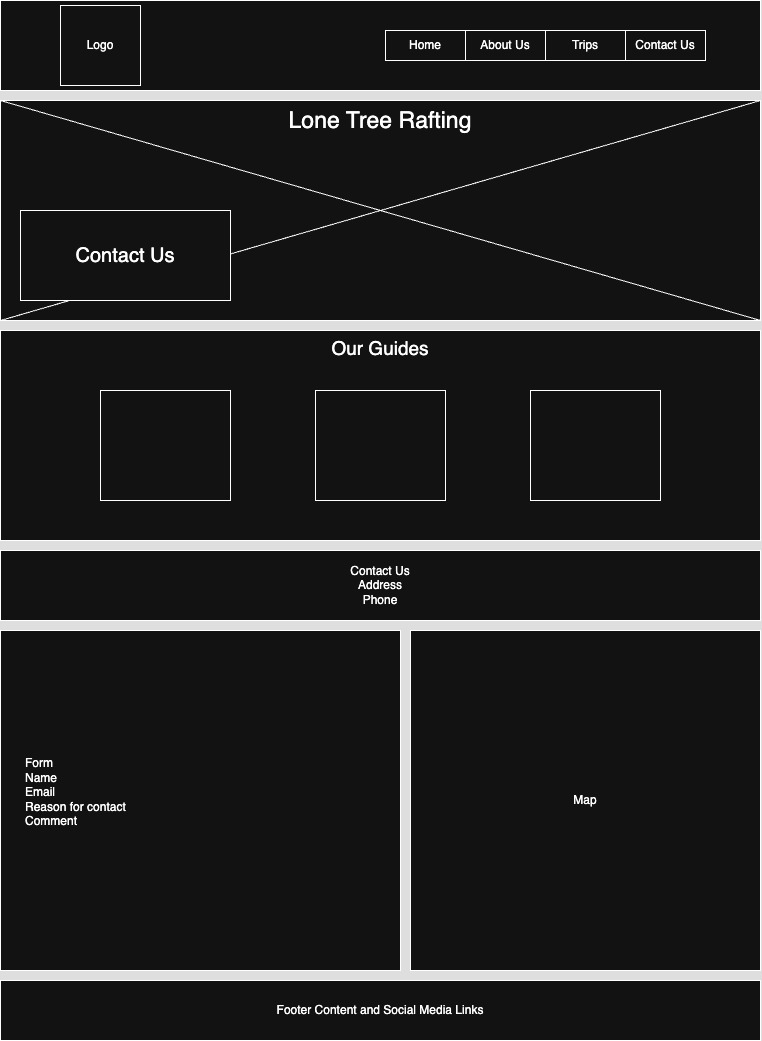 Logo
Home
About Us
Trips
Contact Us
Lone Tree Rafting
Contact Us
Our Guides
Contact Us
Address
Phone
Form
Name
Email
Reason for contact
Comment
Map
Footer Content and Social Media Links